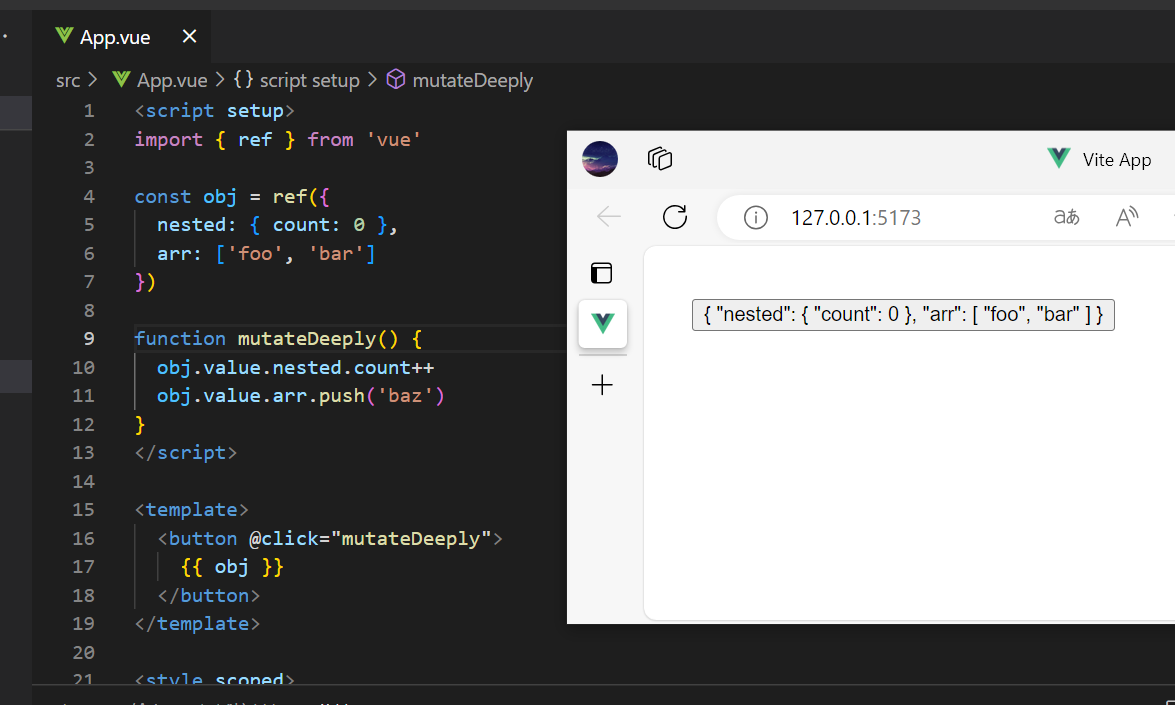 App.vue
src > App.vue > {} script setup > mutateDeeply
1 <script setup>
2 import { ref } from 'vue'
3
4 const obj = ref({
5   nested: { count: 0 },
6   arr: ['foo', 'bar']
7 })
8
9 function mutateDeeply() {
10   obj.value.nested.count++
11   obj.value.arr.push('baz')
12 }
13 </script>
14
15 <template>
16   <button @click="mutateDeeply">
17     {{ obj }}
18   </button>
19 </template>
20
21 <style scoped>
Vite App
127.0.0.1:5173
aあ
A
{ "nested": { "count": 0 }, "arr": [ "foo", "bar" ] }